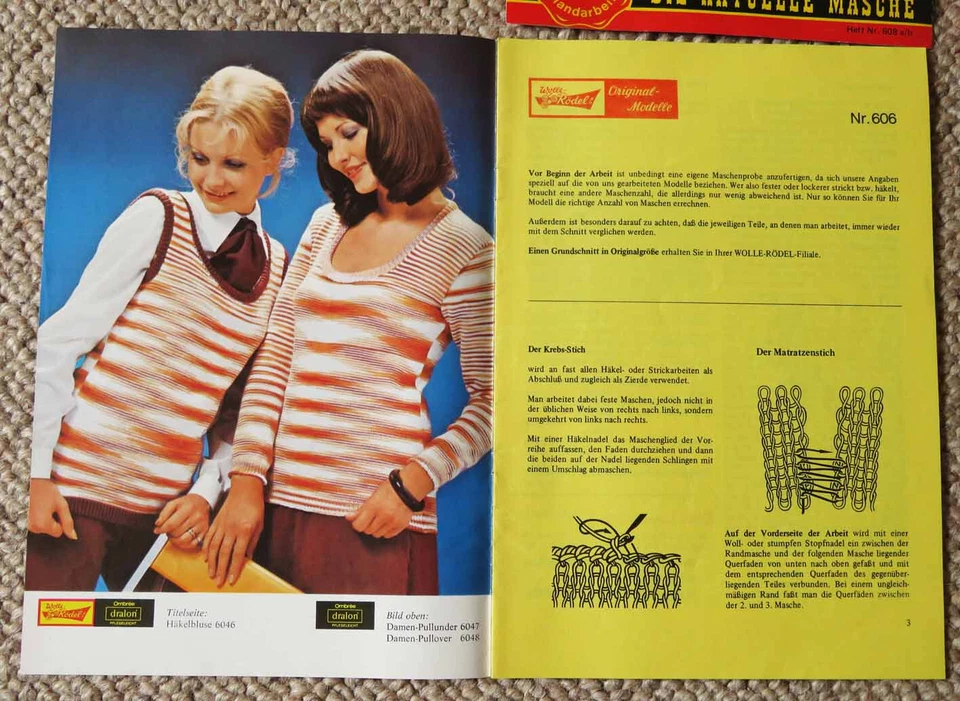 Handarbeit
DIE AKTUELLE MASCHE
Heft Nr. 608 a/b
Wolle-
Rödel!
Ombrée
dralon
PFLEGELEICHT
Titelseite:
Häkelbluse 6046
Ombrée
dralon
PFLEGELEICHT
Bild oben:
Damen-Pullunder 6047
Damen-Pullover 6048
Wolle-
Rödel!
Original-
Modelle
Nr. 606
Vor Beginn der Arbeit ist unbedingt eine eigene Maschenprobe anzufertigen, da sich unsere Angaben
speziell auf die von uns gearbeiteten Modelle beziehen. Wer also fester oder lockerer strickt bzw. häkelt,
braucht eine andere Maschenzahl, die allerdings nur wenig abweichend ist. Nur so können Sie für Ihr
Modell die richtige Anzahl von Maschen errechnen.
Außerdem ist besonders darauf zu achten, daß die jeweiligen Teile, an denen man arbeitet, immer wieder
mit dem Schnitt verglichen werden.
Einen Grundschnitt in Originalgröße erhalten Sie in Ihrer WOLLE-RÖDEL-Filiale.
Der Krebs-Stich
wird an fast allen Häkel- oder Strickarbeiten als
Abschluß und zugleich als Zierde verwendet.
Man arbeitet dabei feste Maschen, jedoch nicht in
der üblichen Weise von rechts nach links, sondern
umgekehrt von links nach rechts.
Mit einer Häkelnadel das Maschenglied der Vor-
reihe auffassen, den Faden durchziehen und dann
die beiden auf der Nadel liegenden Schlingen mit
einem Umschlag abmaschen.
Der Matratzenstich
Auf der Vorderseite der Arbeit wird mit einer
Woll- oder stumpfen Stopfnadel ein zwischen der
Randmasche und der folgenden Masche liegender
Querfaden von unten nach oben gefaßt und mit
dem entsprechenden Querfaden des gegenüber-
liegenden Teiles verbunden. Bei einem ungleich-
mäßigen Rand faßt man die Querfäden zwischen
der 2. und 3. Masche.
3